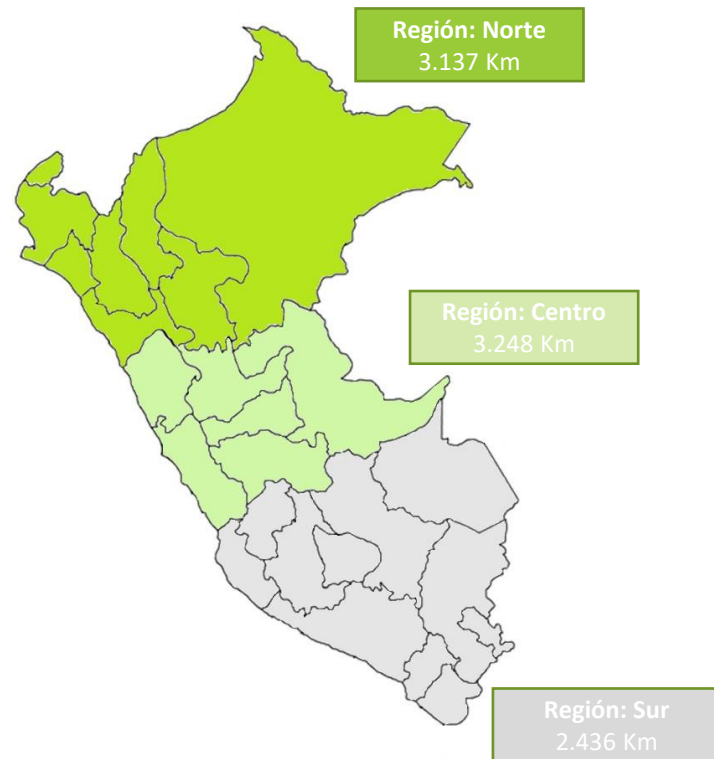 Región: Norte
3.137 Km
Región: Centro
3.248 Km
Región: Sur
2.436 Km